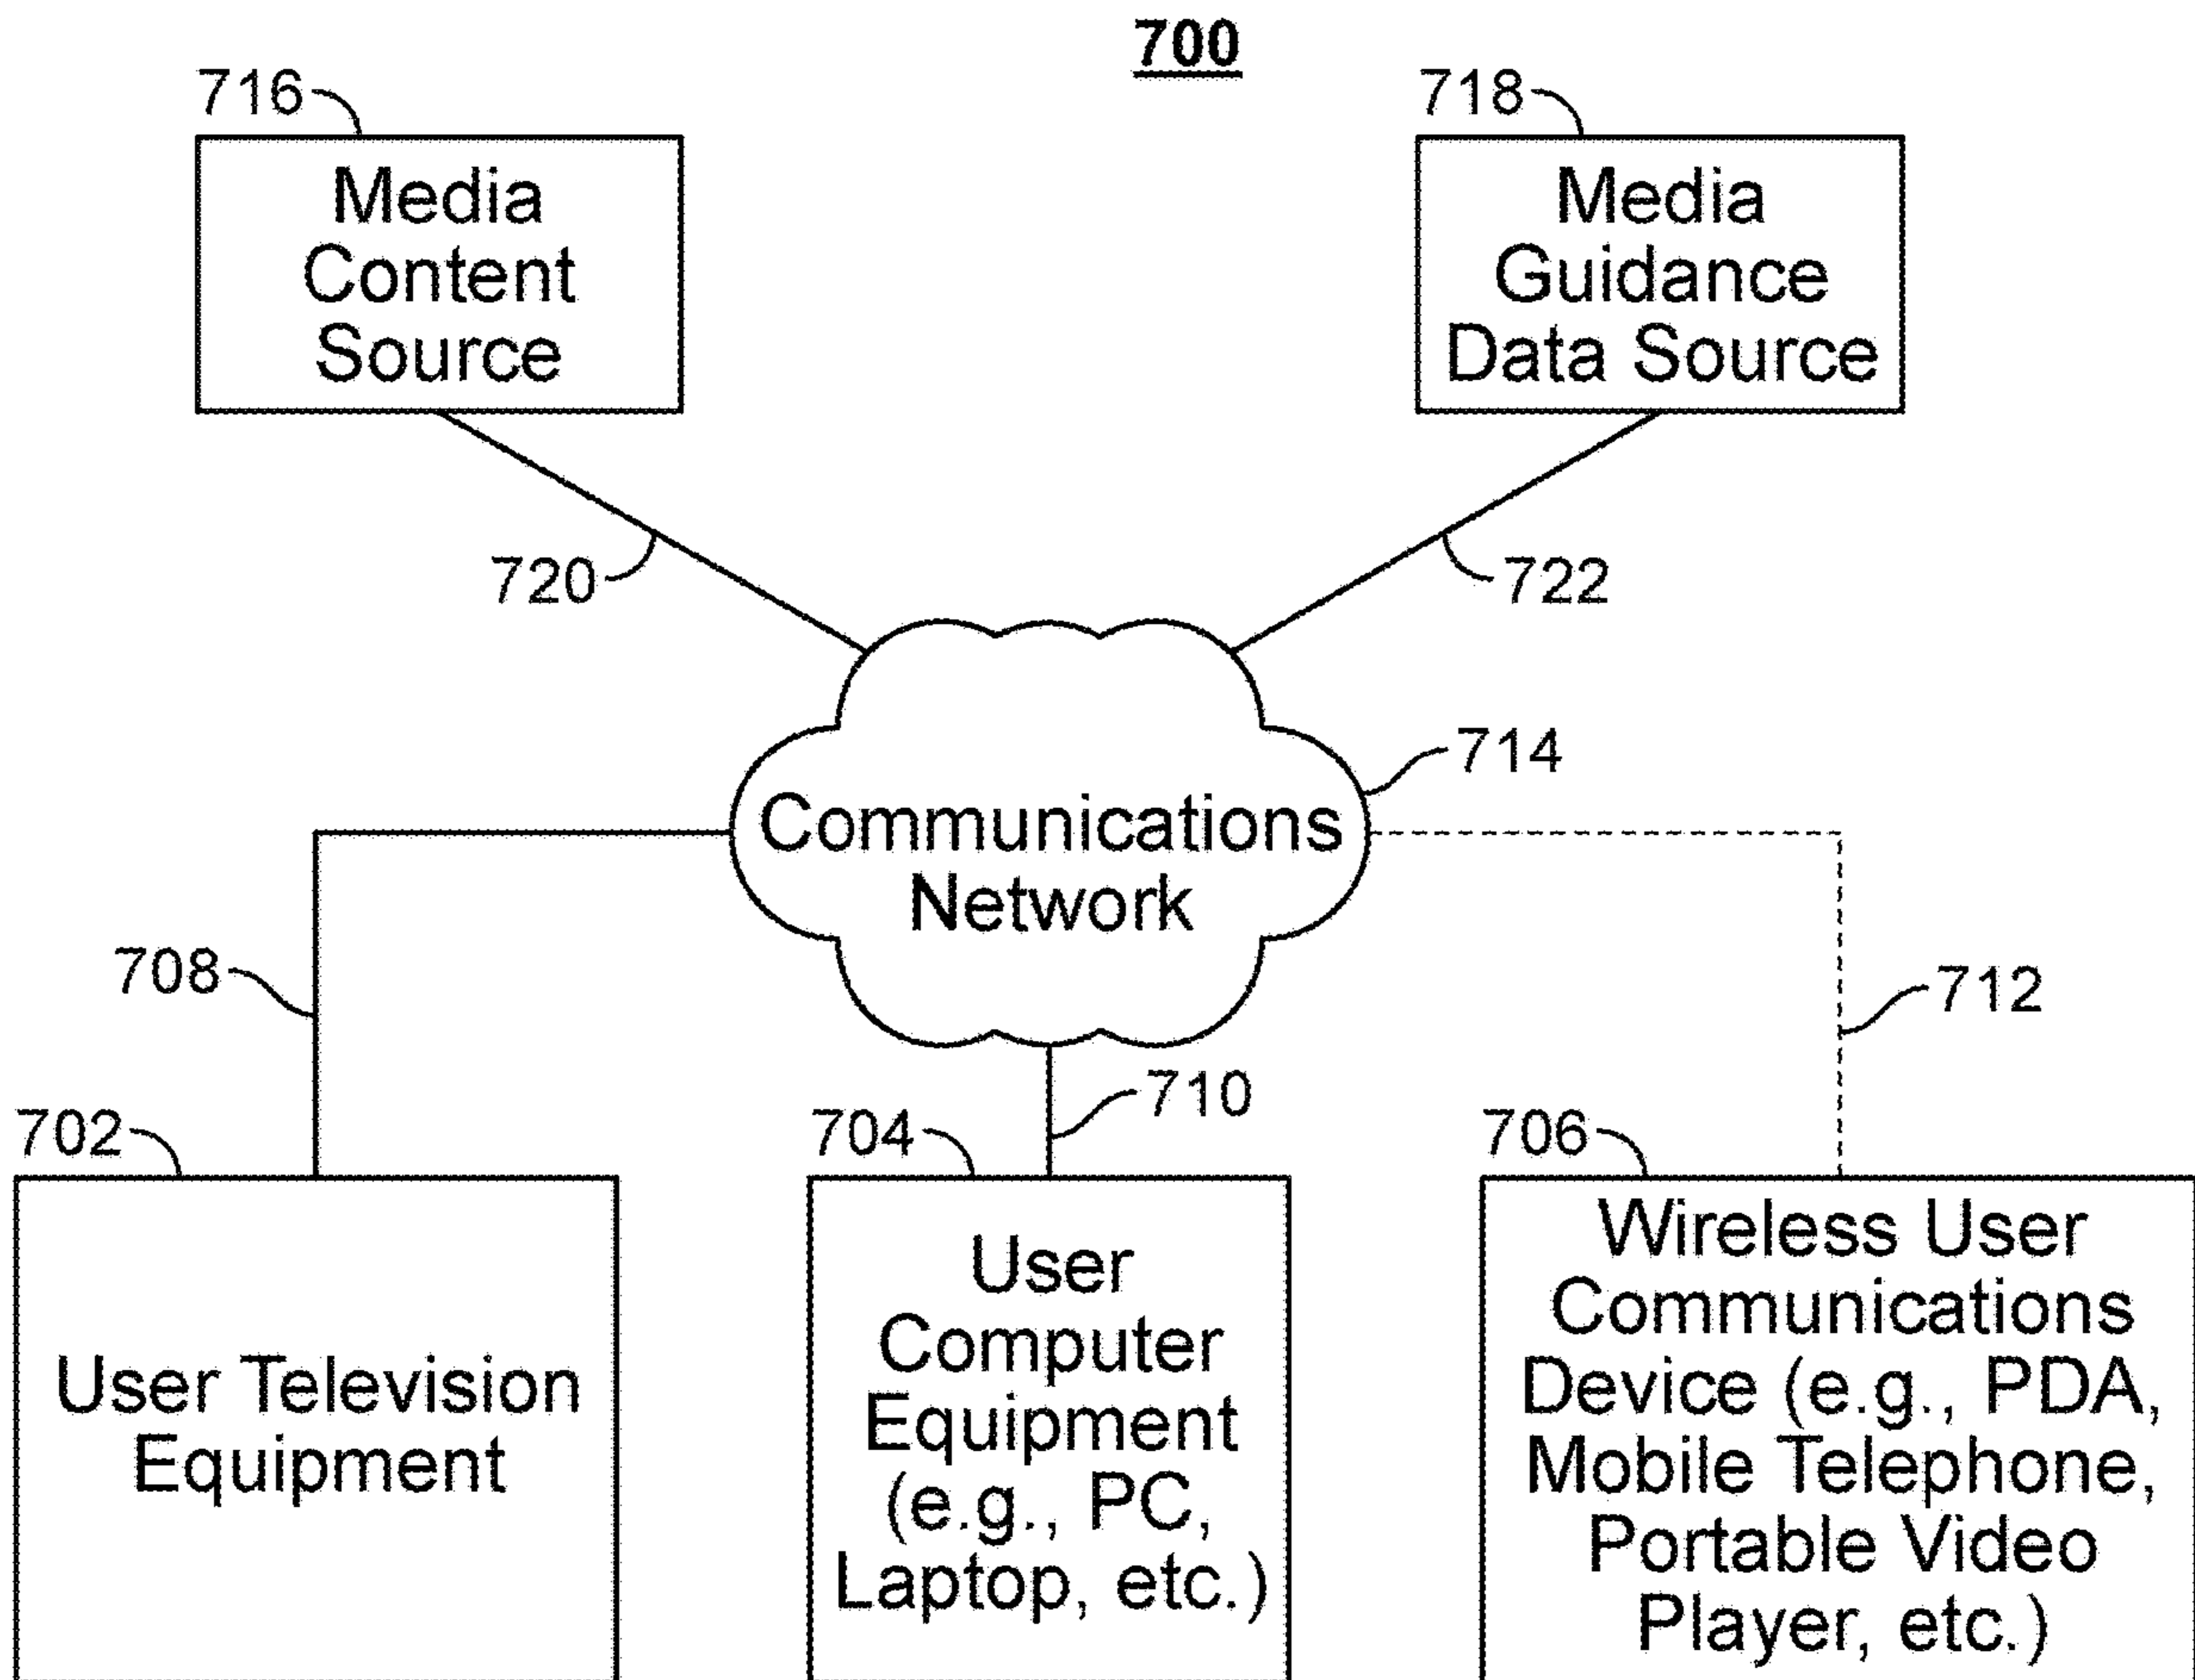 700
716
718
Media
Content
Source
Media
Guidance
Data Source
720
722
714
Communications
Network
708
712
710
702
704
706
User Television
Equipment
User
Computer
Equipment
(e.g., PC,
Laptop, etc.)
Wireless User
Communications
Device (e.g., PDA,
Mobile Telephone,
Portable Video
Player, etc.)